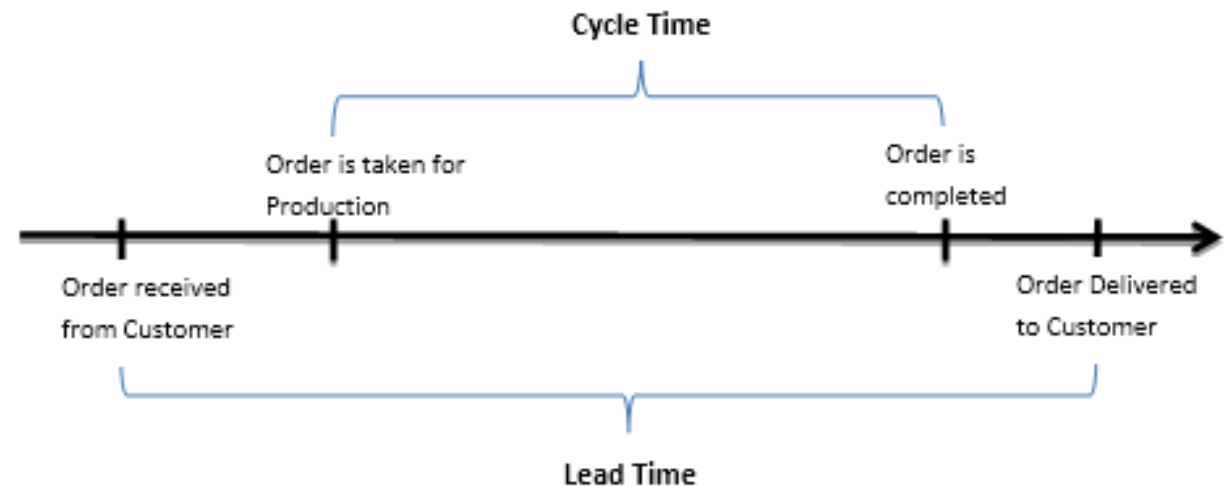 Cycle Time
Order is taken for
Production
Order is
completed
Order received
from Customer
Order Delivered
to Customer
Lead Time